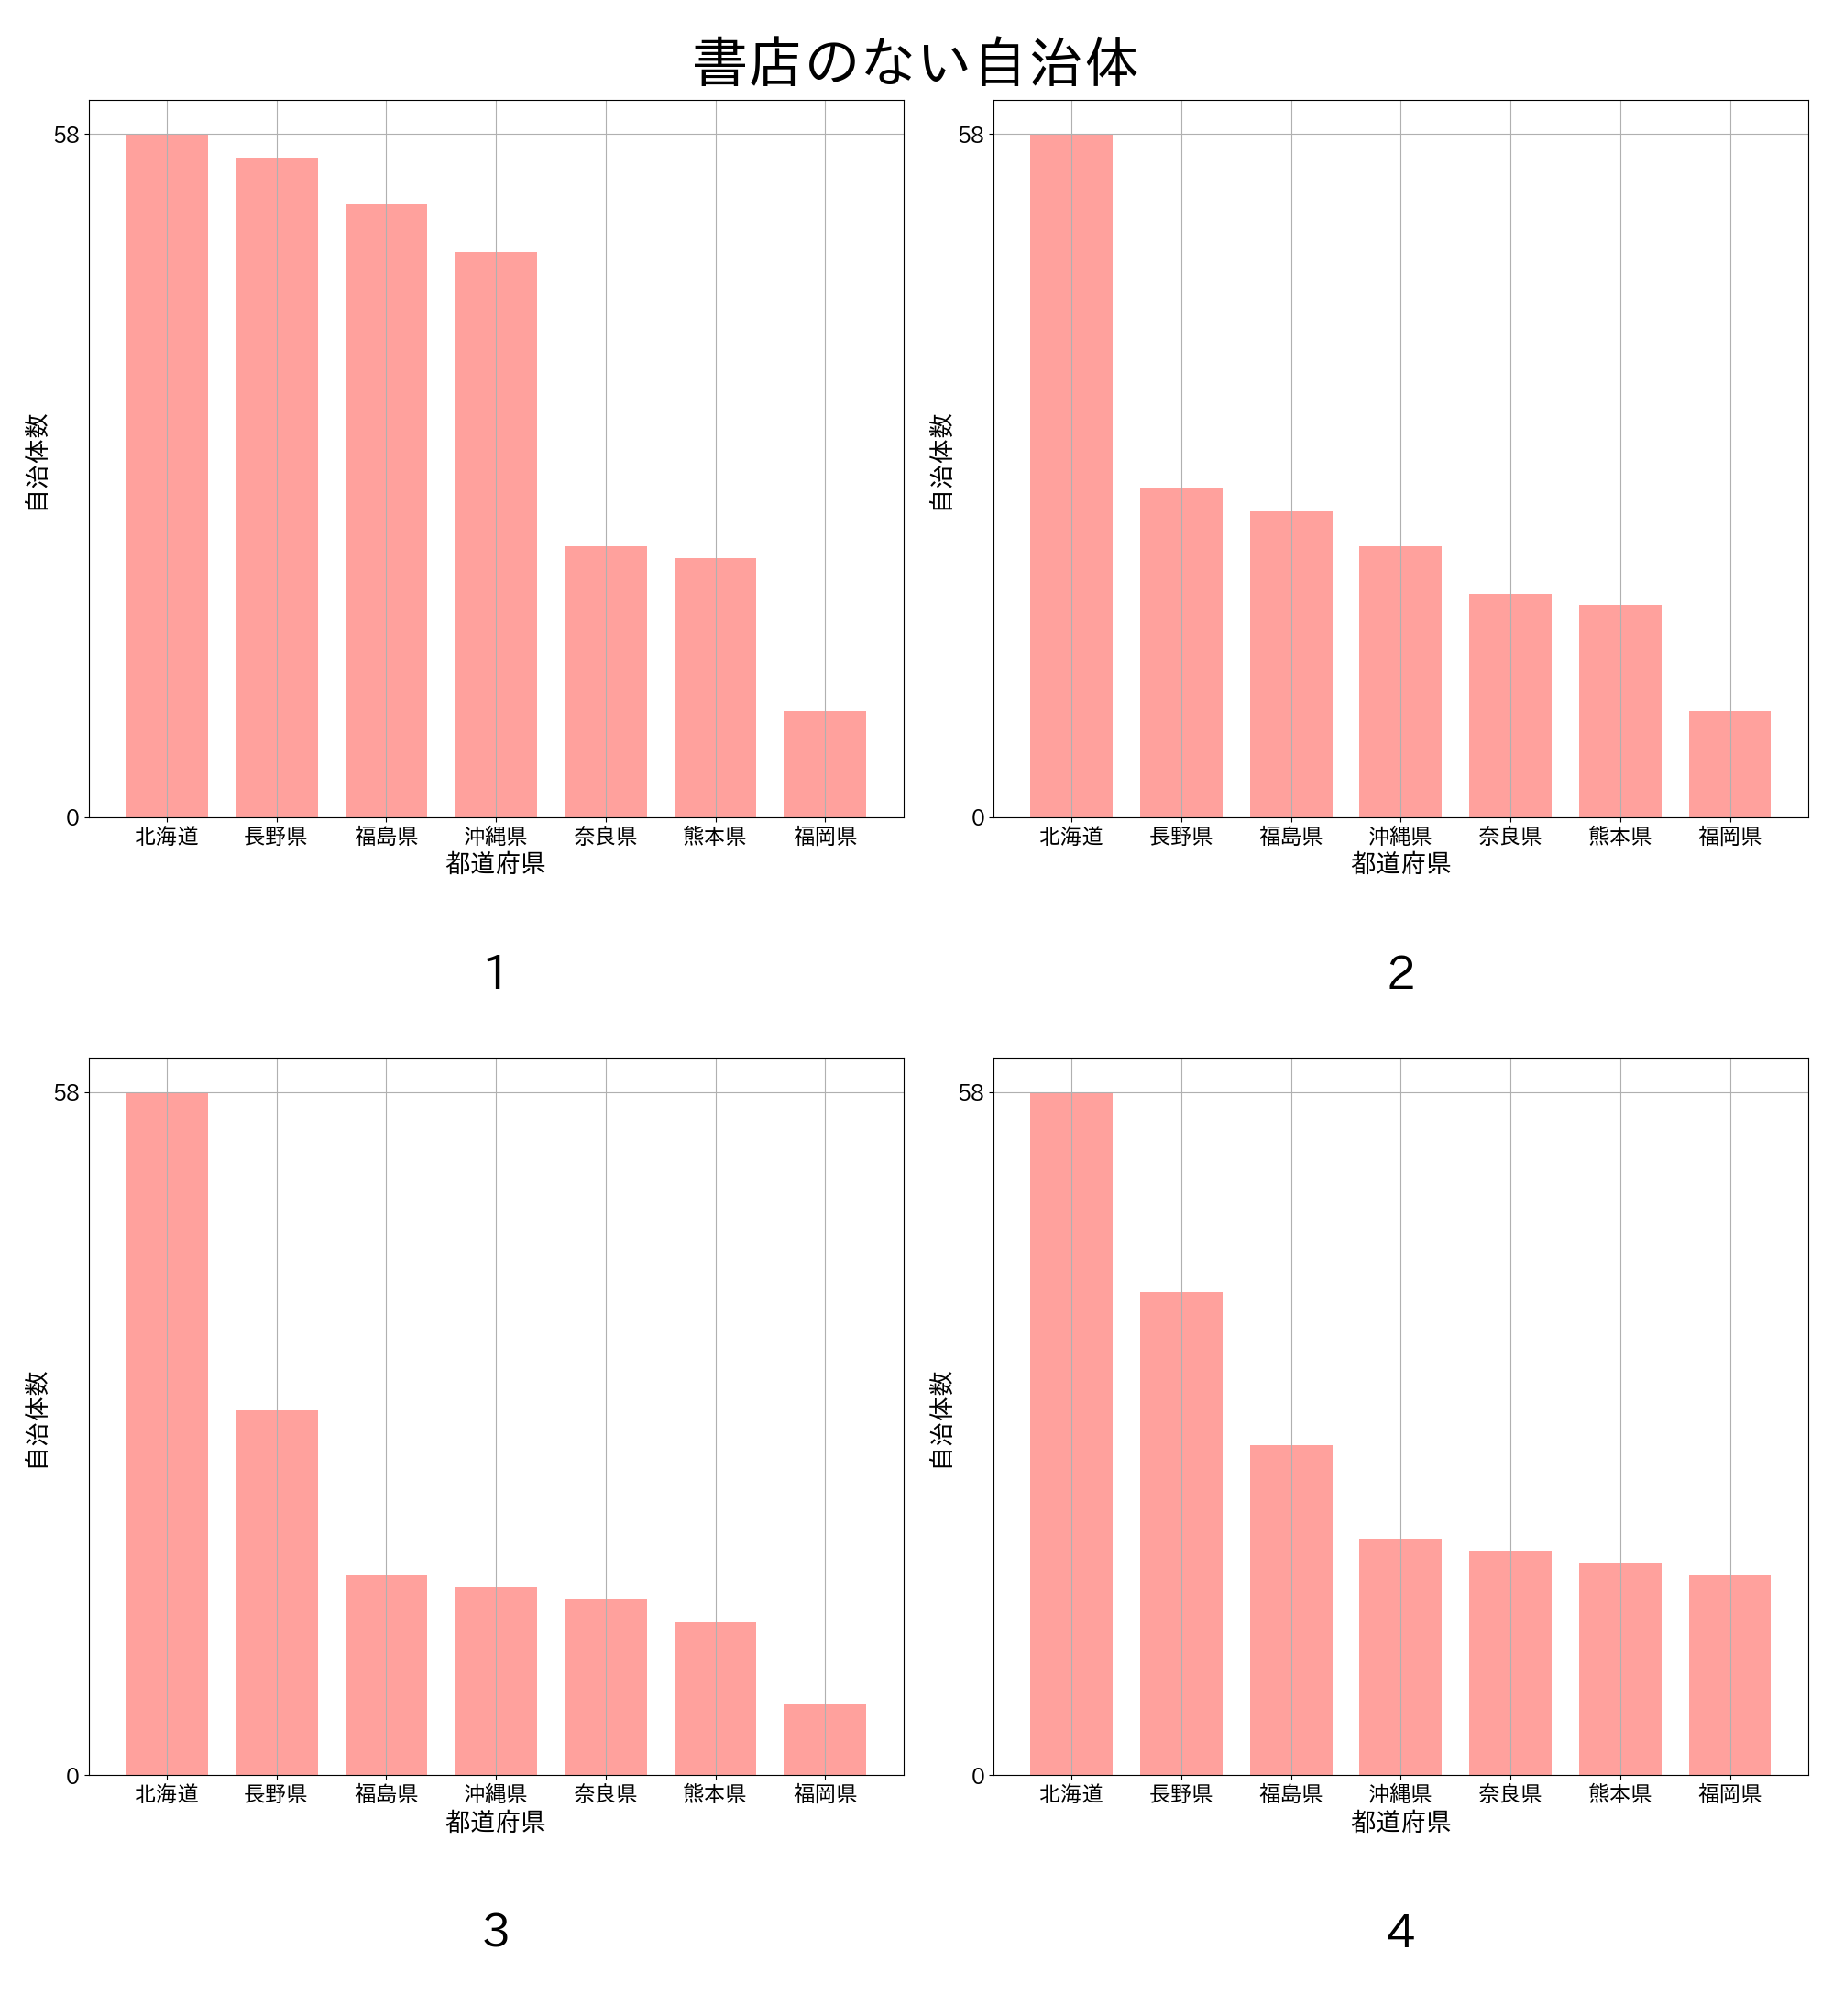 書店のない自治体
58
0
自治体数
北海道 長野県 福島県 沖縄県 奈良県 熊本県 福岡県
都道府県
1
58
0
自治体数
北海道 長野県 福島県 沖縄県 奈良県 熊本県 福岡県
都道府県
2
58
0
自治体数
北海道 長野県 福島県 沖縄県 奈良県 熊本県 福岡県
都道府県
3
58
0
自治体数
北海道 長野県 福島県 沖縄県 奈良県 熊本県 福岡県
都道府県
4